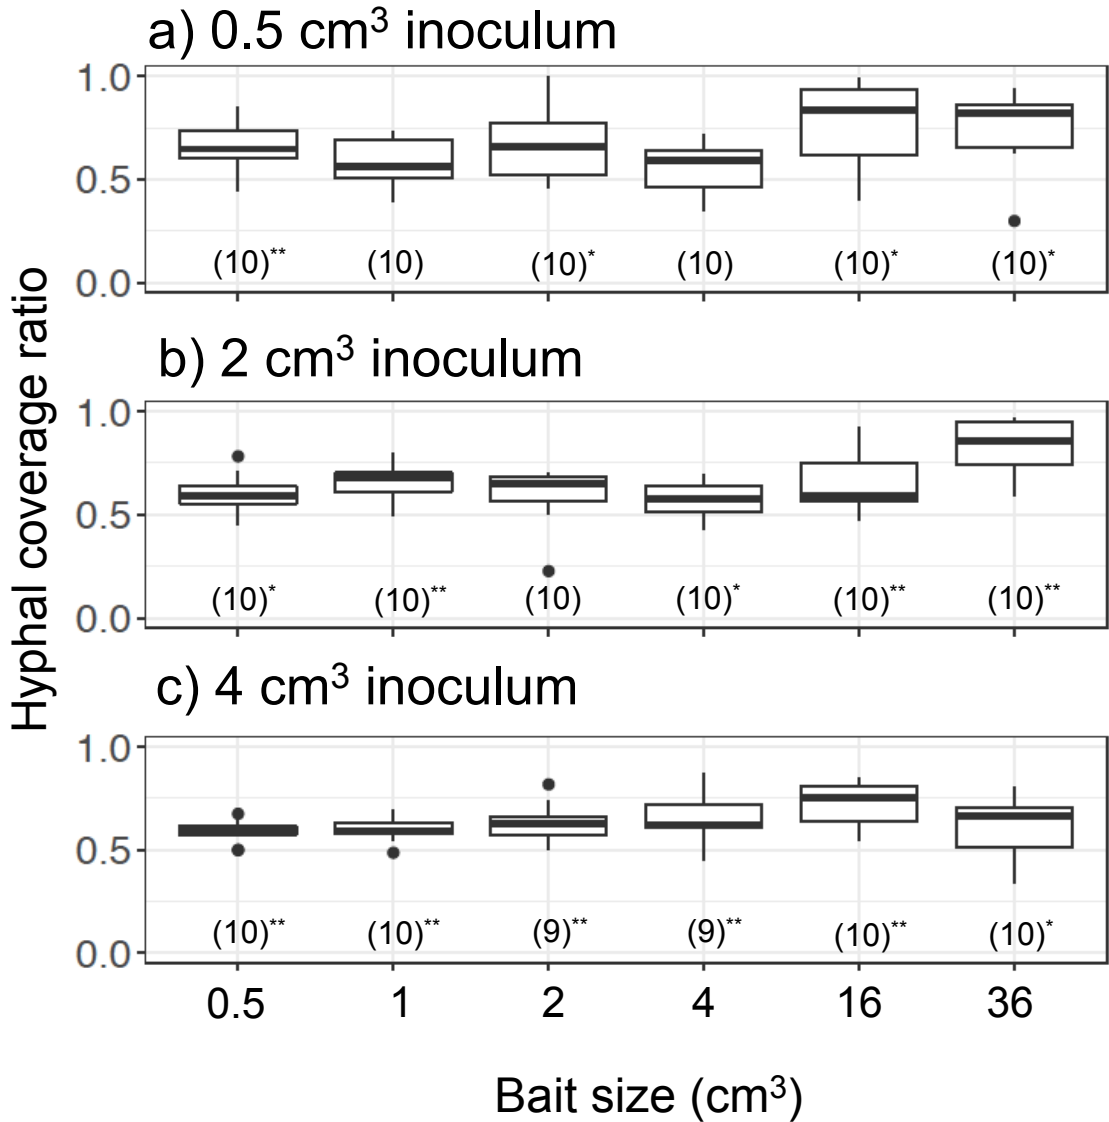 a) 0.5 cm³ inoculum
1.0
0.5
0.0
(10)** (10) (10)* (10) (10)* (10)*
b) 2 cm³ inoculum
1.0
0.5
0.0
(10)* (10)** (10) (10)* (10)** (10)**
c) 4 cm³ inoculum
1.0
0.5
0.0
(10)** (10)** (9)** (9)** (10)** (10)*
0.5 1 2 4 16 36
Bait size (cm³)
Hyphal coverage ratio